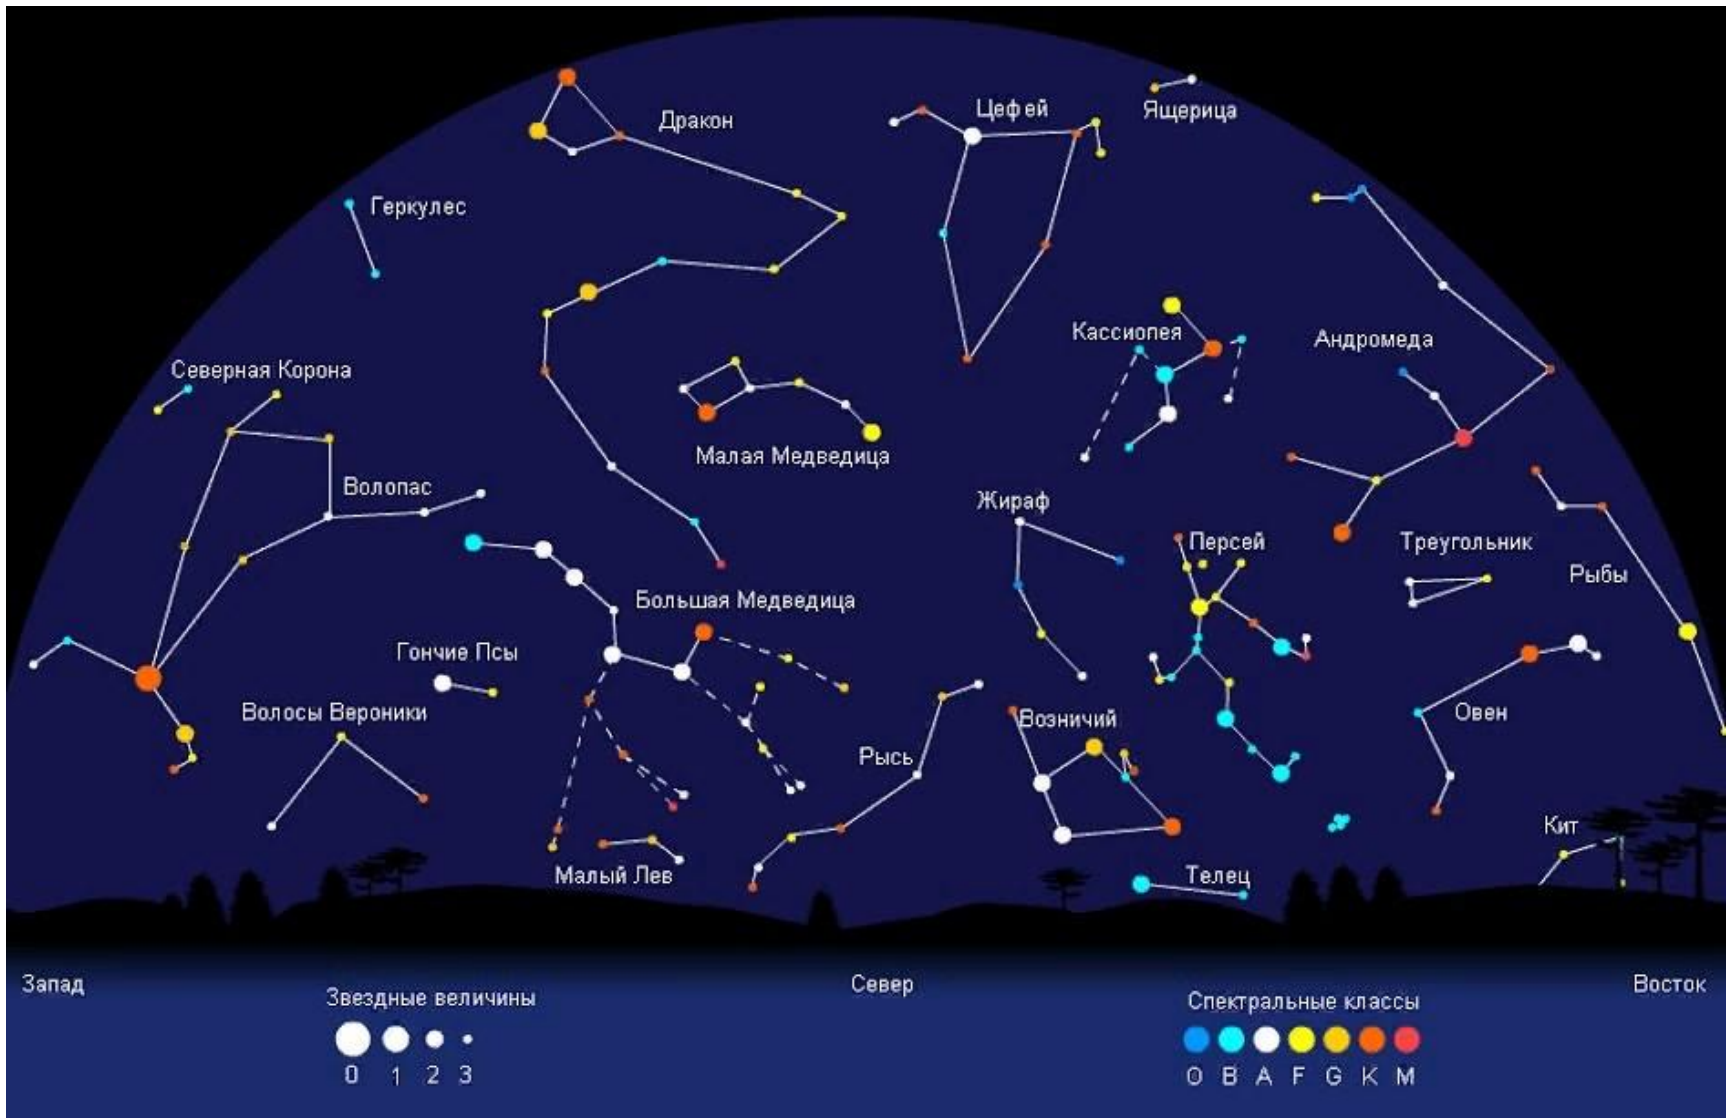 Дракон
Цефей
Ящерица
Геркулес
Кассиопея
Андромеда
Северная Корона
Малая Медведица
Волопас
Жираф
Персей
Треугольник
Рыбы
Большая Медведица
Гончие Псы
Волосы Вероники
Овен
Возничий
Рысь
Кит
Малый Лев
Телец
Запад
Север
Восток
Звездные величины
0 1 2 3
Спектральные классы
O B A F G K M